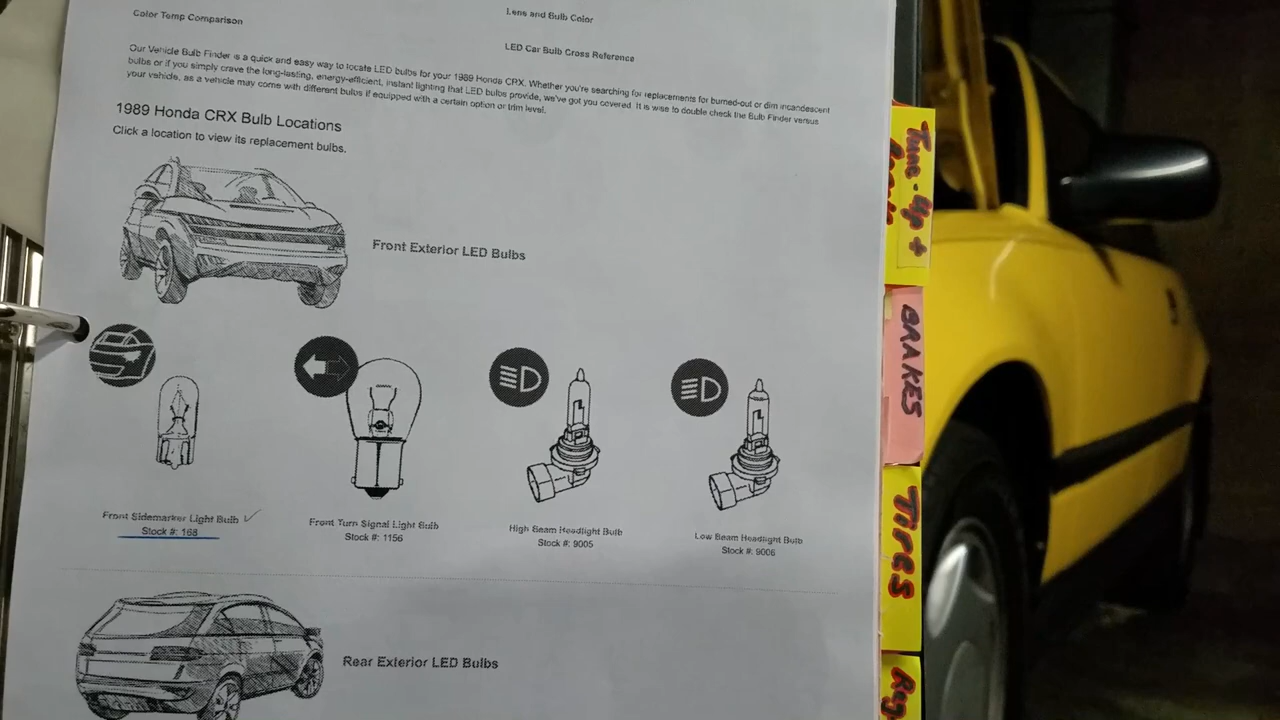 Color Temp Comparison
Lens and Bulb Color
LED Car Bulb Cross Reference
Our Vehicle Bulb Finder is a quick and easy way to locate LED bulbs for your 1989 Honda CRX. Whether you're searching for replacements for burned-out or dim incandescent
bulbs or if you simply crave the long-lasting, energy-efficient, instant lighting that LED bulbs provide, we've got you covered. It is wise to double check the Bulb Finder versus
your vehicle, as a vehicle may come with different bulbs if equipped with a certain option or trim level.
1989 Honda CRX Bulb Locations
Click a location to view its replacement bulbs.
Front Exterior LED Bulbs
Front Sidemarker Light Bulb
Stock #: 168
Front Turn Signal Light Bulb
Stock #: 1156
High Beam Headlight Bulb
Stock #: 9005
Low Beam Headlight Bulb
Stock #: 9006
Rear Exterior LED Bulbs
Tune-Up +
BRAKES
Tires